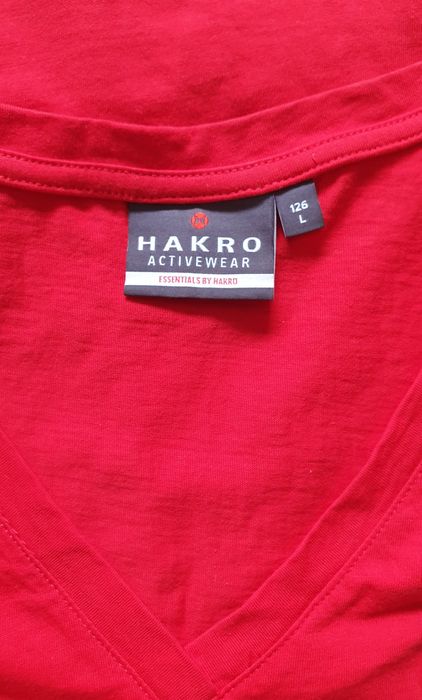 HAKRO
ACTIVEWEAR
ESSENTIALS BY HAKRO
126
L